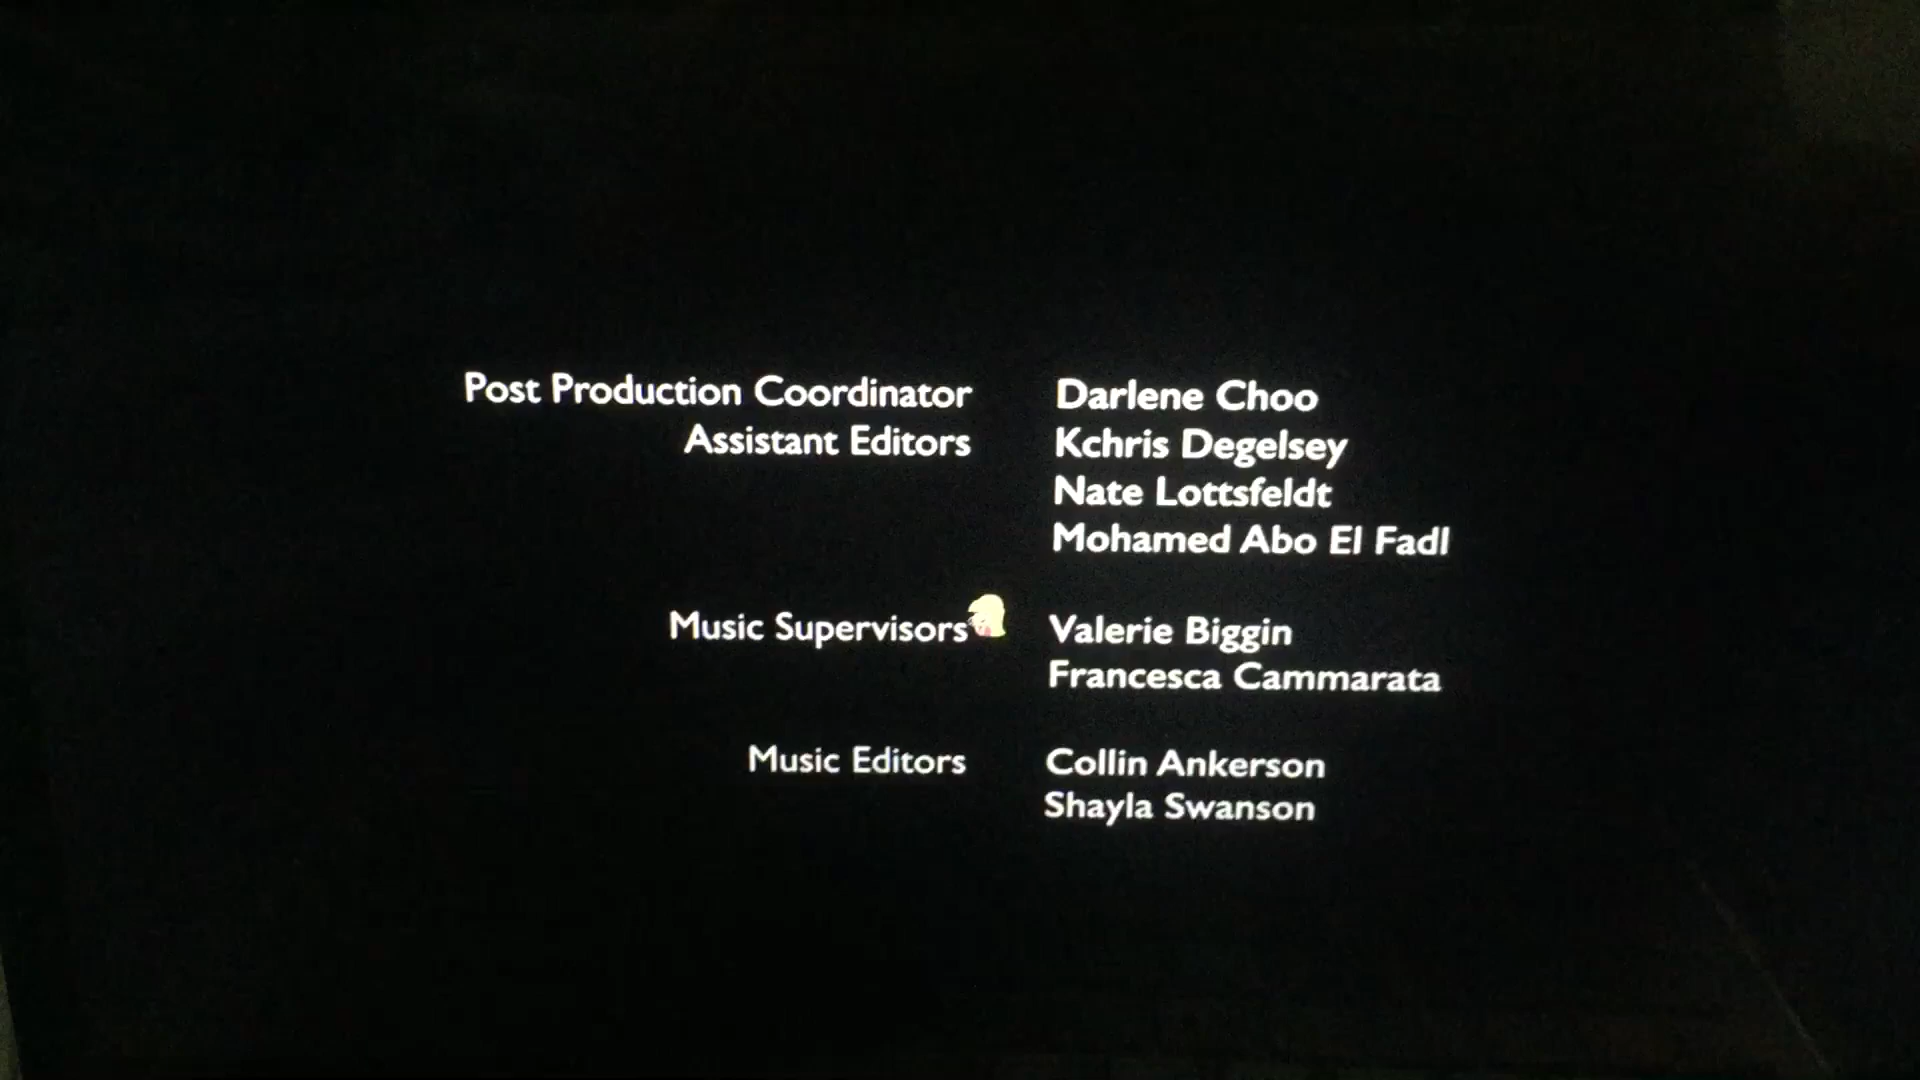 Post Production Coordinator Darlene Choo
Assistant Editors Kchris Degelsey
Nate Lottsfeldt
Mohamed Abo El Fadl
Music Supervisors Valerie Biggin
Francesca Cammarata
Music Editors Collin Ankerson
Shayla Swanson